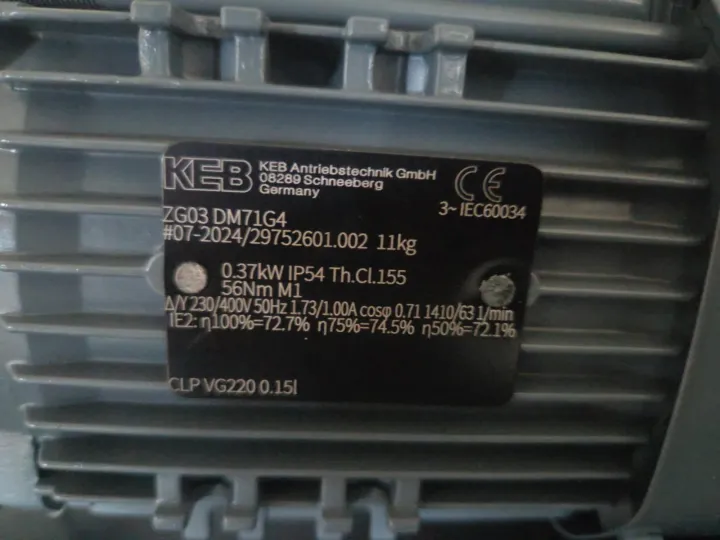 KEB
KEB Antriebstechnik GmbH
08289 Schneeberg
Germany
CE
3~ IEC60034
ZG03 DM71G4
#07-2024/29752601.002 11kg
0.37kW IP54 Th.Cl.155
56Nm M1
Δ/Y 230/400V 50Hz 1.73/1.00A cosφ 0.71 1410/63 1/min
IE2: η100%=72.7% η75%=74.5% η50%=72.1%
CLP VG220 0.15l